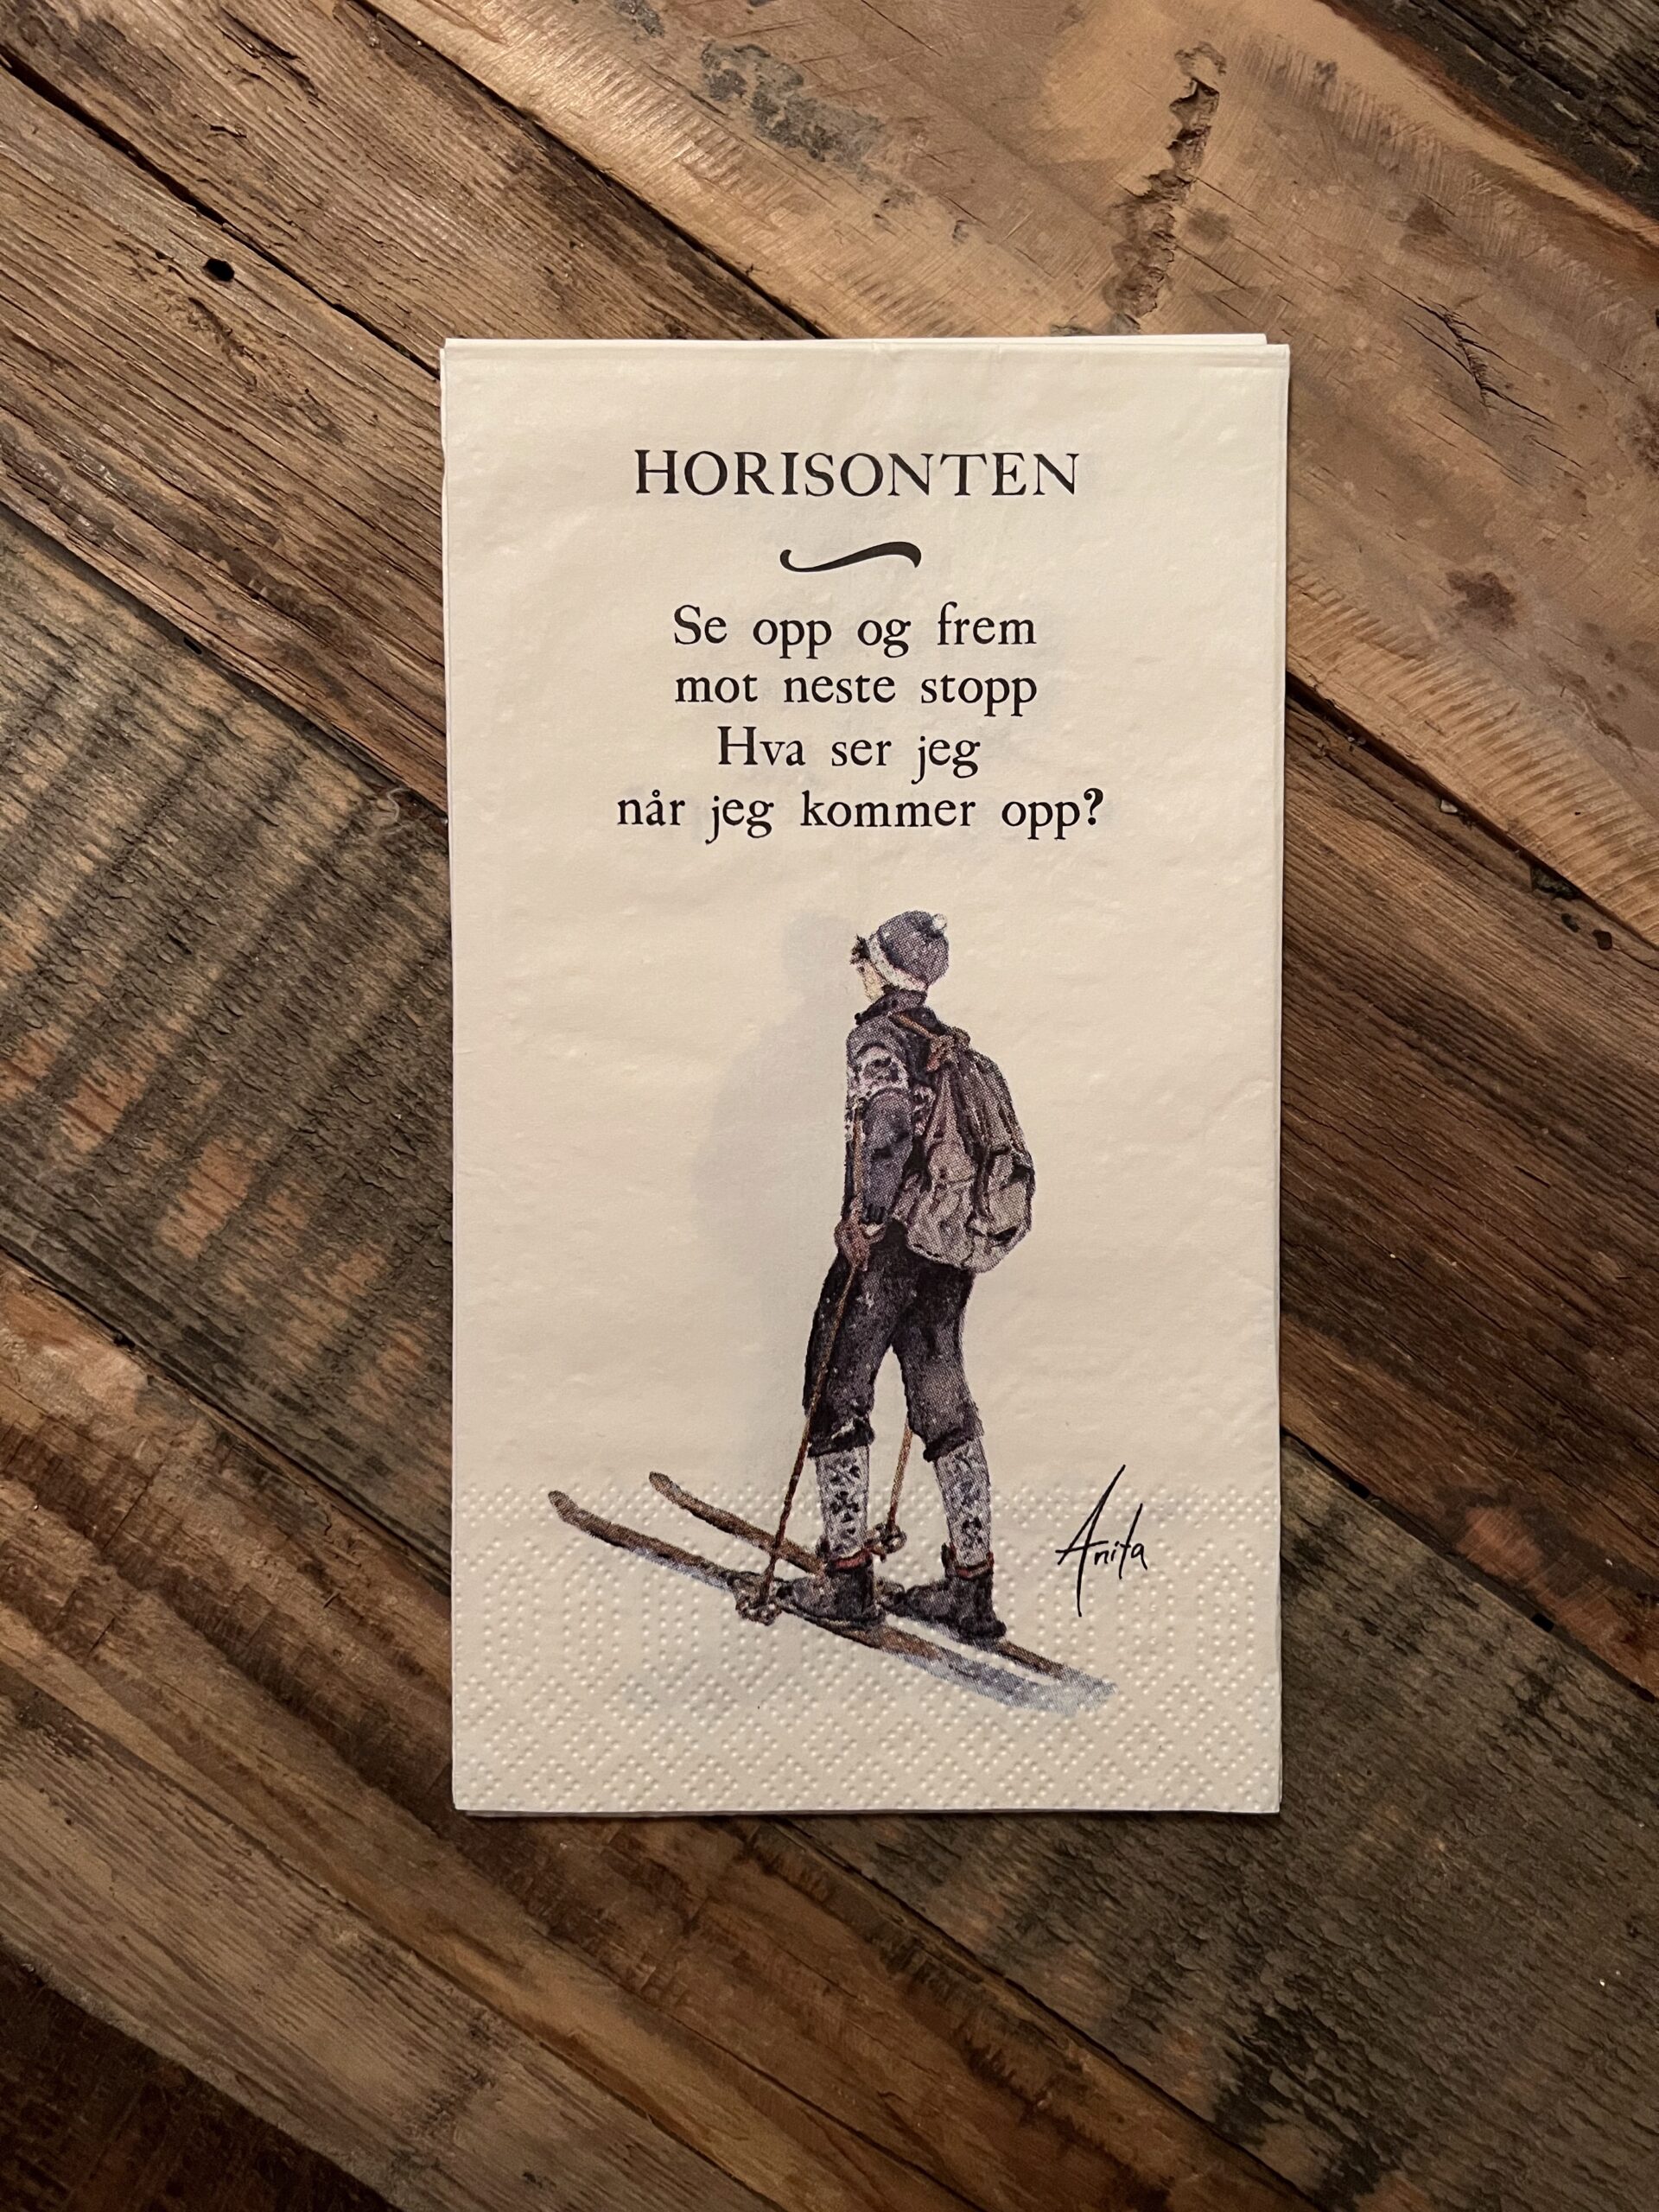 HORISONTEN
Se opp og frem
mot neste stopp
Hva ser jeg
når jeg kommer opp?
Anita